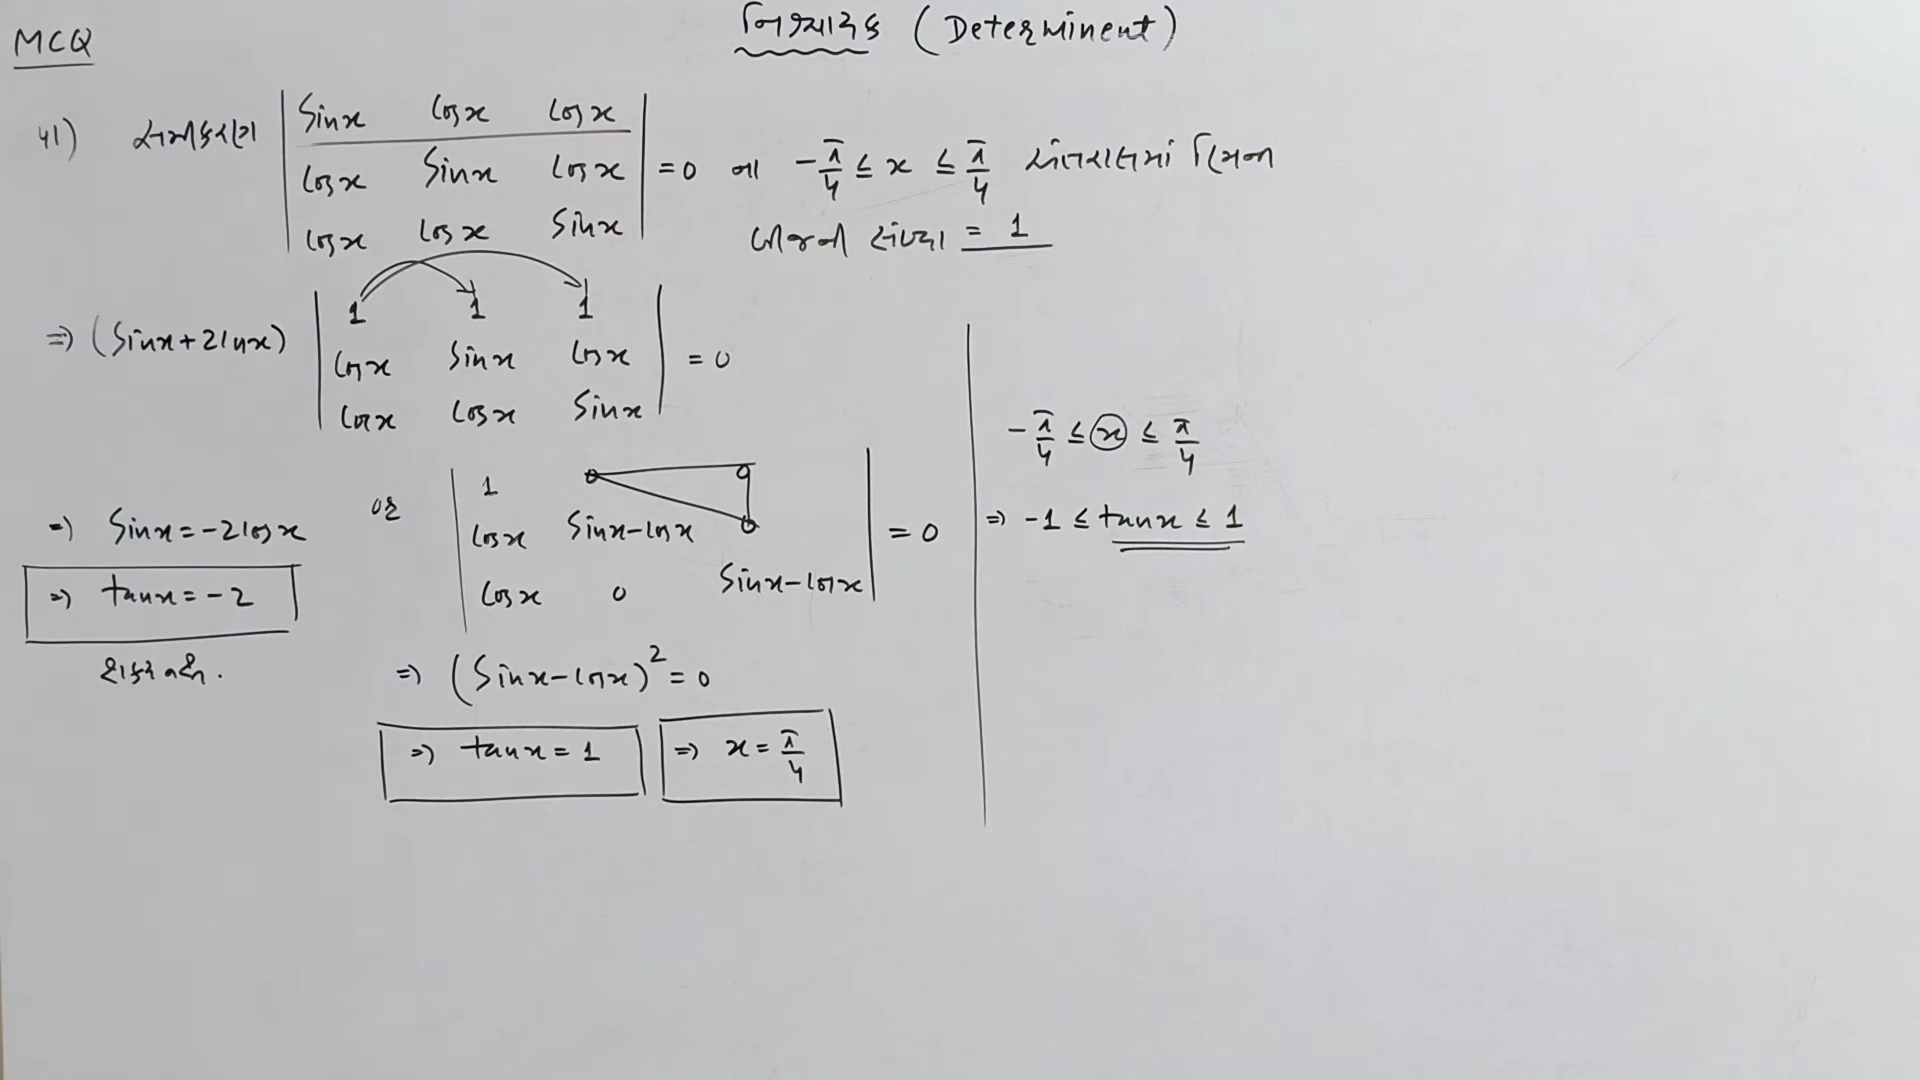 MCQ
નિશ્ચાયક (Determinent)
41) સમીકરણ | Sinx Cosx Cosx |
| Cosx Sinx Cosx | = 0 ના -π/4 ≤ x ≤ π/4 અંતરાલમાં ભિન્ન
| Cosx Cosx Sinx | બીજની સંખ્યા = 1
⇒ (Sinx+2Cosx) | 1 1 1 |
| Cosx Sinx Cosx | = 0
| Cosx Cosx Sinx |
⇒ Sinx = -2Cosx or | 1 0 0 |
| Cosx Sinx-Cosx 0 | = 0
| Cosx 0 Sinx-Cosx |
⇒ tanx = -2
શક્ય નથી.
⇒ (Sinx-Cosx)² = 0
⇒ tanx = 1 ⇒ x = π/4
-π/4 ≤ x ≤ π/4
⇒ -1 ≤ tanx ≤ 1